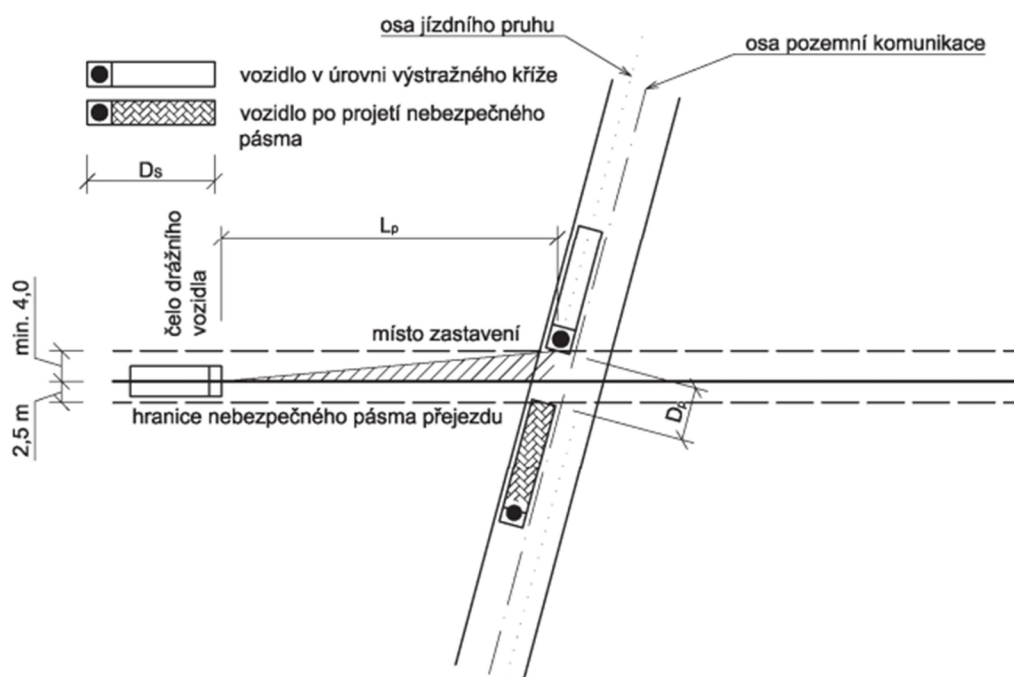 osa jízdního pruhu
osa pozemní komunikace
vozidlo v úrovni výstražného kříže
vozidlo po projetí nebezpečného
pásma
Ds
Lp
čelo drážního
vozidla
min. 4,0
místo zastavení
hranice nebezpečného pásma přejezdu
2,5 m
Dp